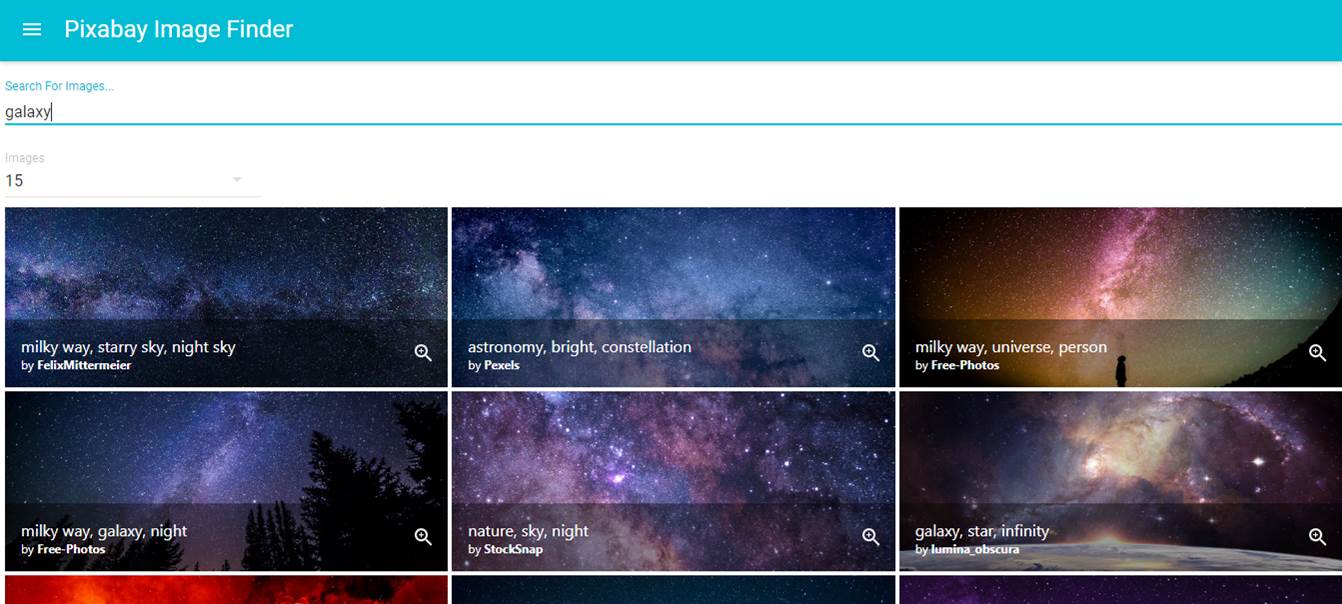 Pixabay Image Finder
Search For Images...
galaxy
Images
15
milky way, starry sky, night sky
by FelixMittermeier
astronomy, bright, constellation
by Pexels
milky way, universe, person
by Free-Photos
milky way, galaxy, night
by Free-Photos
nature, sky, night
by StockSnap
galaxy, star, infinity
by lumina_obscura